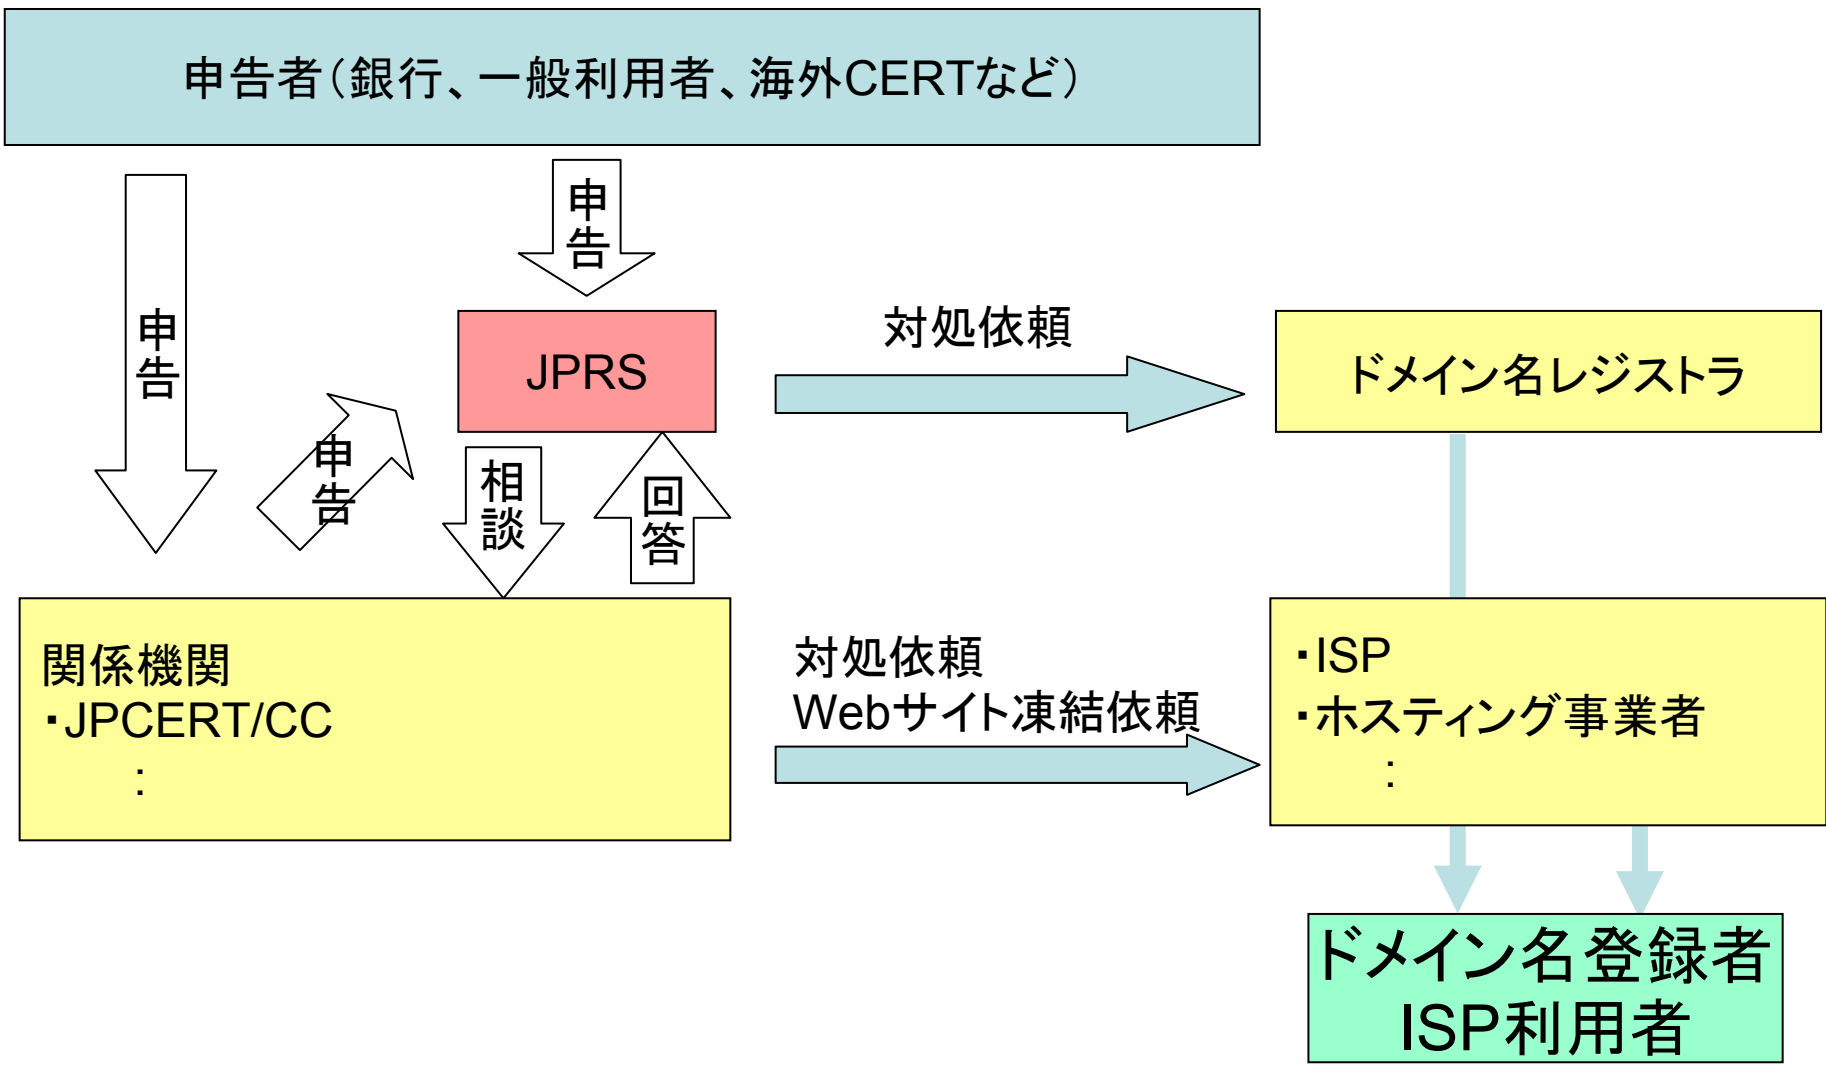 申告者（銀行、一般利用者、海外CERTなど）
申告
申告
JPRS
対処依頼
ドメイン名レジストラ
申告
相談
回答
関係機関
・JPCERT/CC
：
対処依頼
Webサイト凍結依頼
・ISP
・ホスティング事業者
：
ドメイン名登録者
ISP利用者